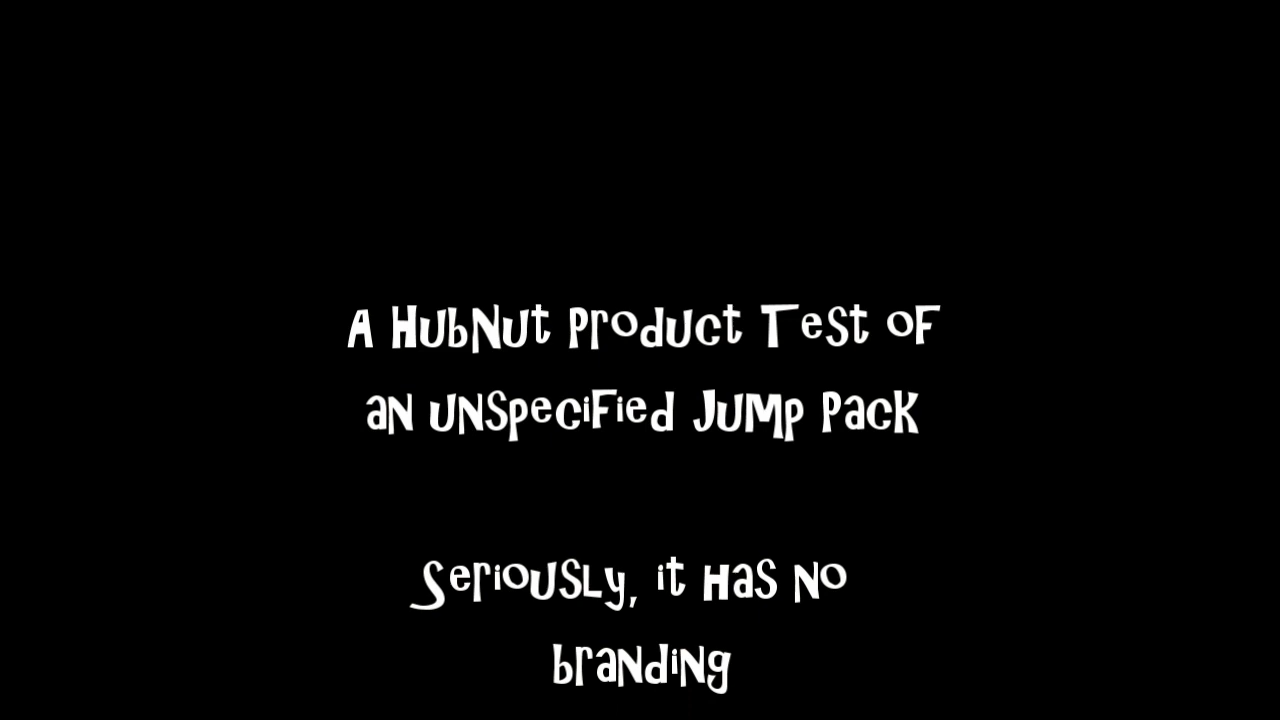 A HubNut Product Test of
an unspecified Jump Pack
Seriously, it has no
branding